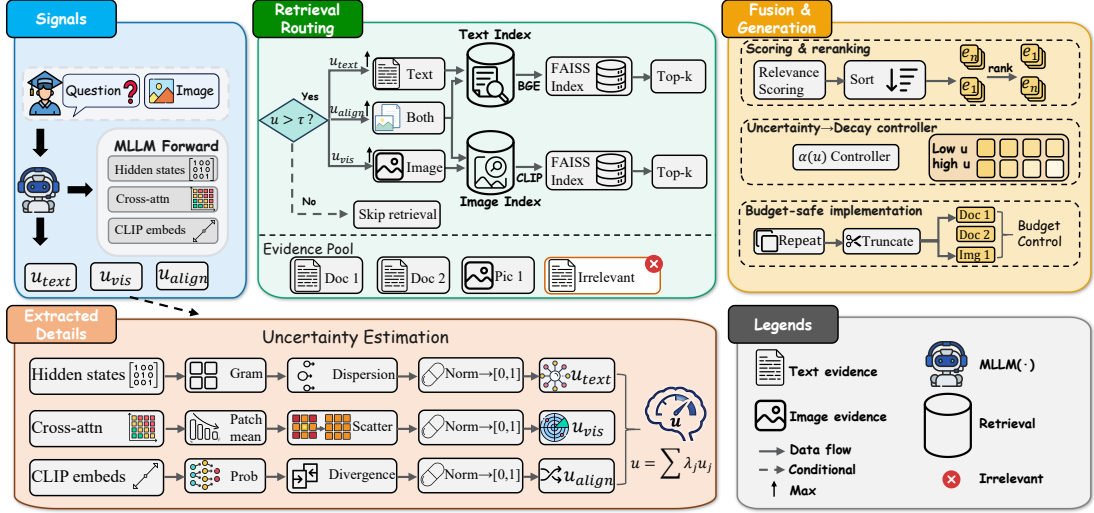 Signals
Question?
Image
MLLM Forward
Hidden states
100
010
001
Cross-attn
CLIP embeds
u_text
u_vis
u_align
Retrieval
Routing
u > τ ?
Yes
No
u_text
u_align
u_vis
Text
Both
Image
Skip retrieval
Text Index
Image Index
BGE
CLIP
FAISS
Index
Top-k
FAISS
Index
Top-k
Evidence Pool
Doc 1
Doc 2
Pic 1
Irrelevant
Fusion &
Generation
Scoring & reranking
Relevance
Scoring
Sort
e_n
e_1
rank
e_1
e_n
Uncertainty→Decay controller
α(u) Controller
Low u
high u
Budget-safe implementation
Repeat
Truncate
Doc 1
Doc 2
Img 1
Budget
Control
Extracted
Details
Uncertainty Estimation
Hidden states
100
010
001
Gram
Dispersion
Norm→[0,1]
u_text
Cross-attn
Patch
mean
Scatter
Norm→[0,1]
u_vis
CLIP embeds
Prob
Divergence
Norm→[0,1]
u_align
u
u = ∑ λ_j u_j
Legends
Text evidence
MLLM(·)
Image evidence
Retrieval
Data flow
Conditional
Max
Irrelevant